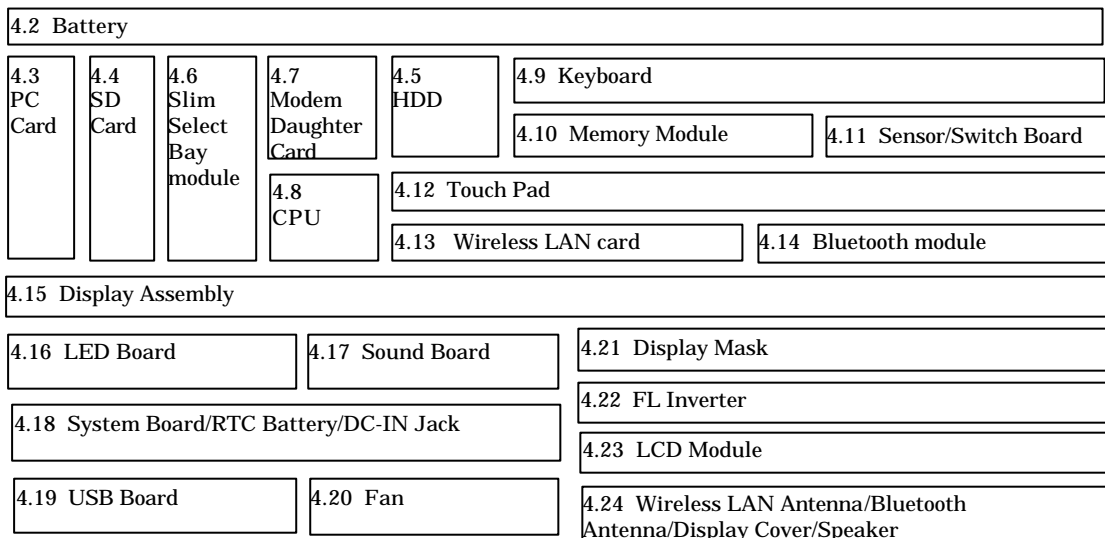 4.2 Battery
4.3
PC
Card
4.4
SD
Card
4.6
Slim
Select
Bay
module
4.7
Modem
Daughter
Card
4.5
HDD
4.9 Keyboard
4.10 Memory Module
4.11 Sensor/Switch Board
4.8
CPU
4.12 Touch Pad
4.13 Wireless LAN card
4.14 Bluetooth module
4.15 Display Assembly
4.16 LED Board
4.17 Sound Board
4.18 System Board/RTC Battery/DC-IN Jack
4.19 USB Board
4.20 Fan
4.21 Display Mask
4.22 FL Inverter
4.23 LCD Module
4.24 Wireless LAN Antenna/Bluetooth
Antenna/Display Cover/Speaker